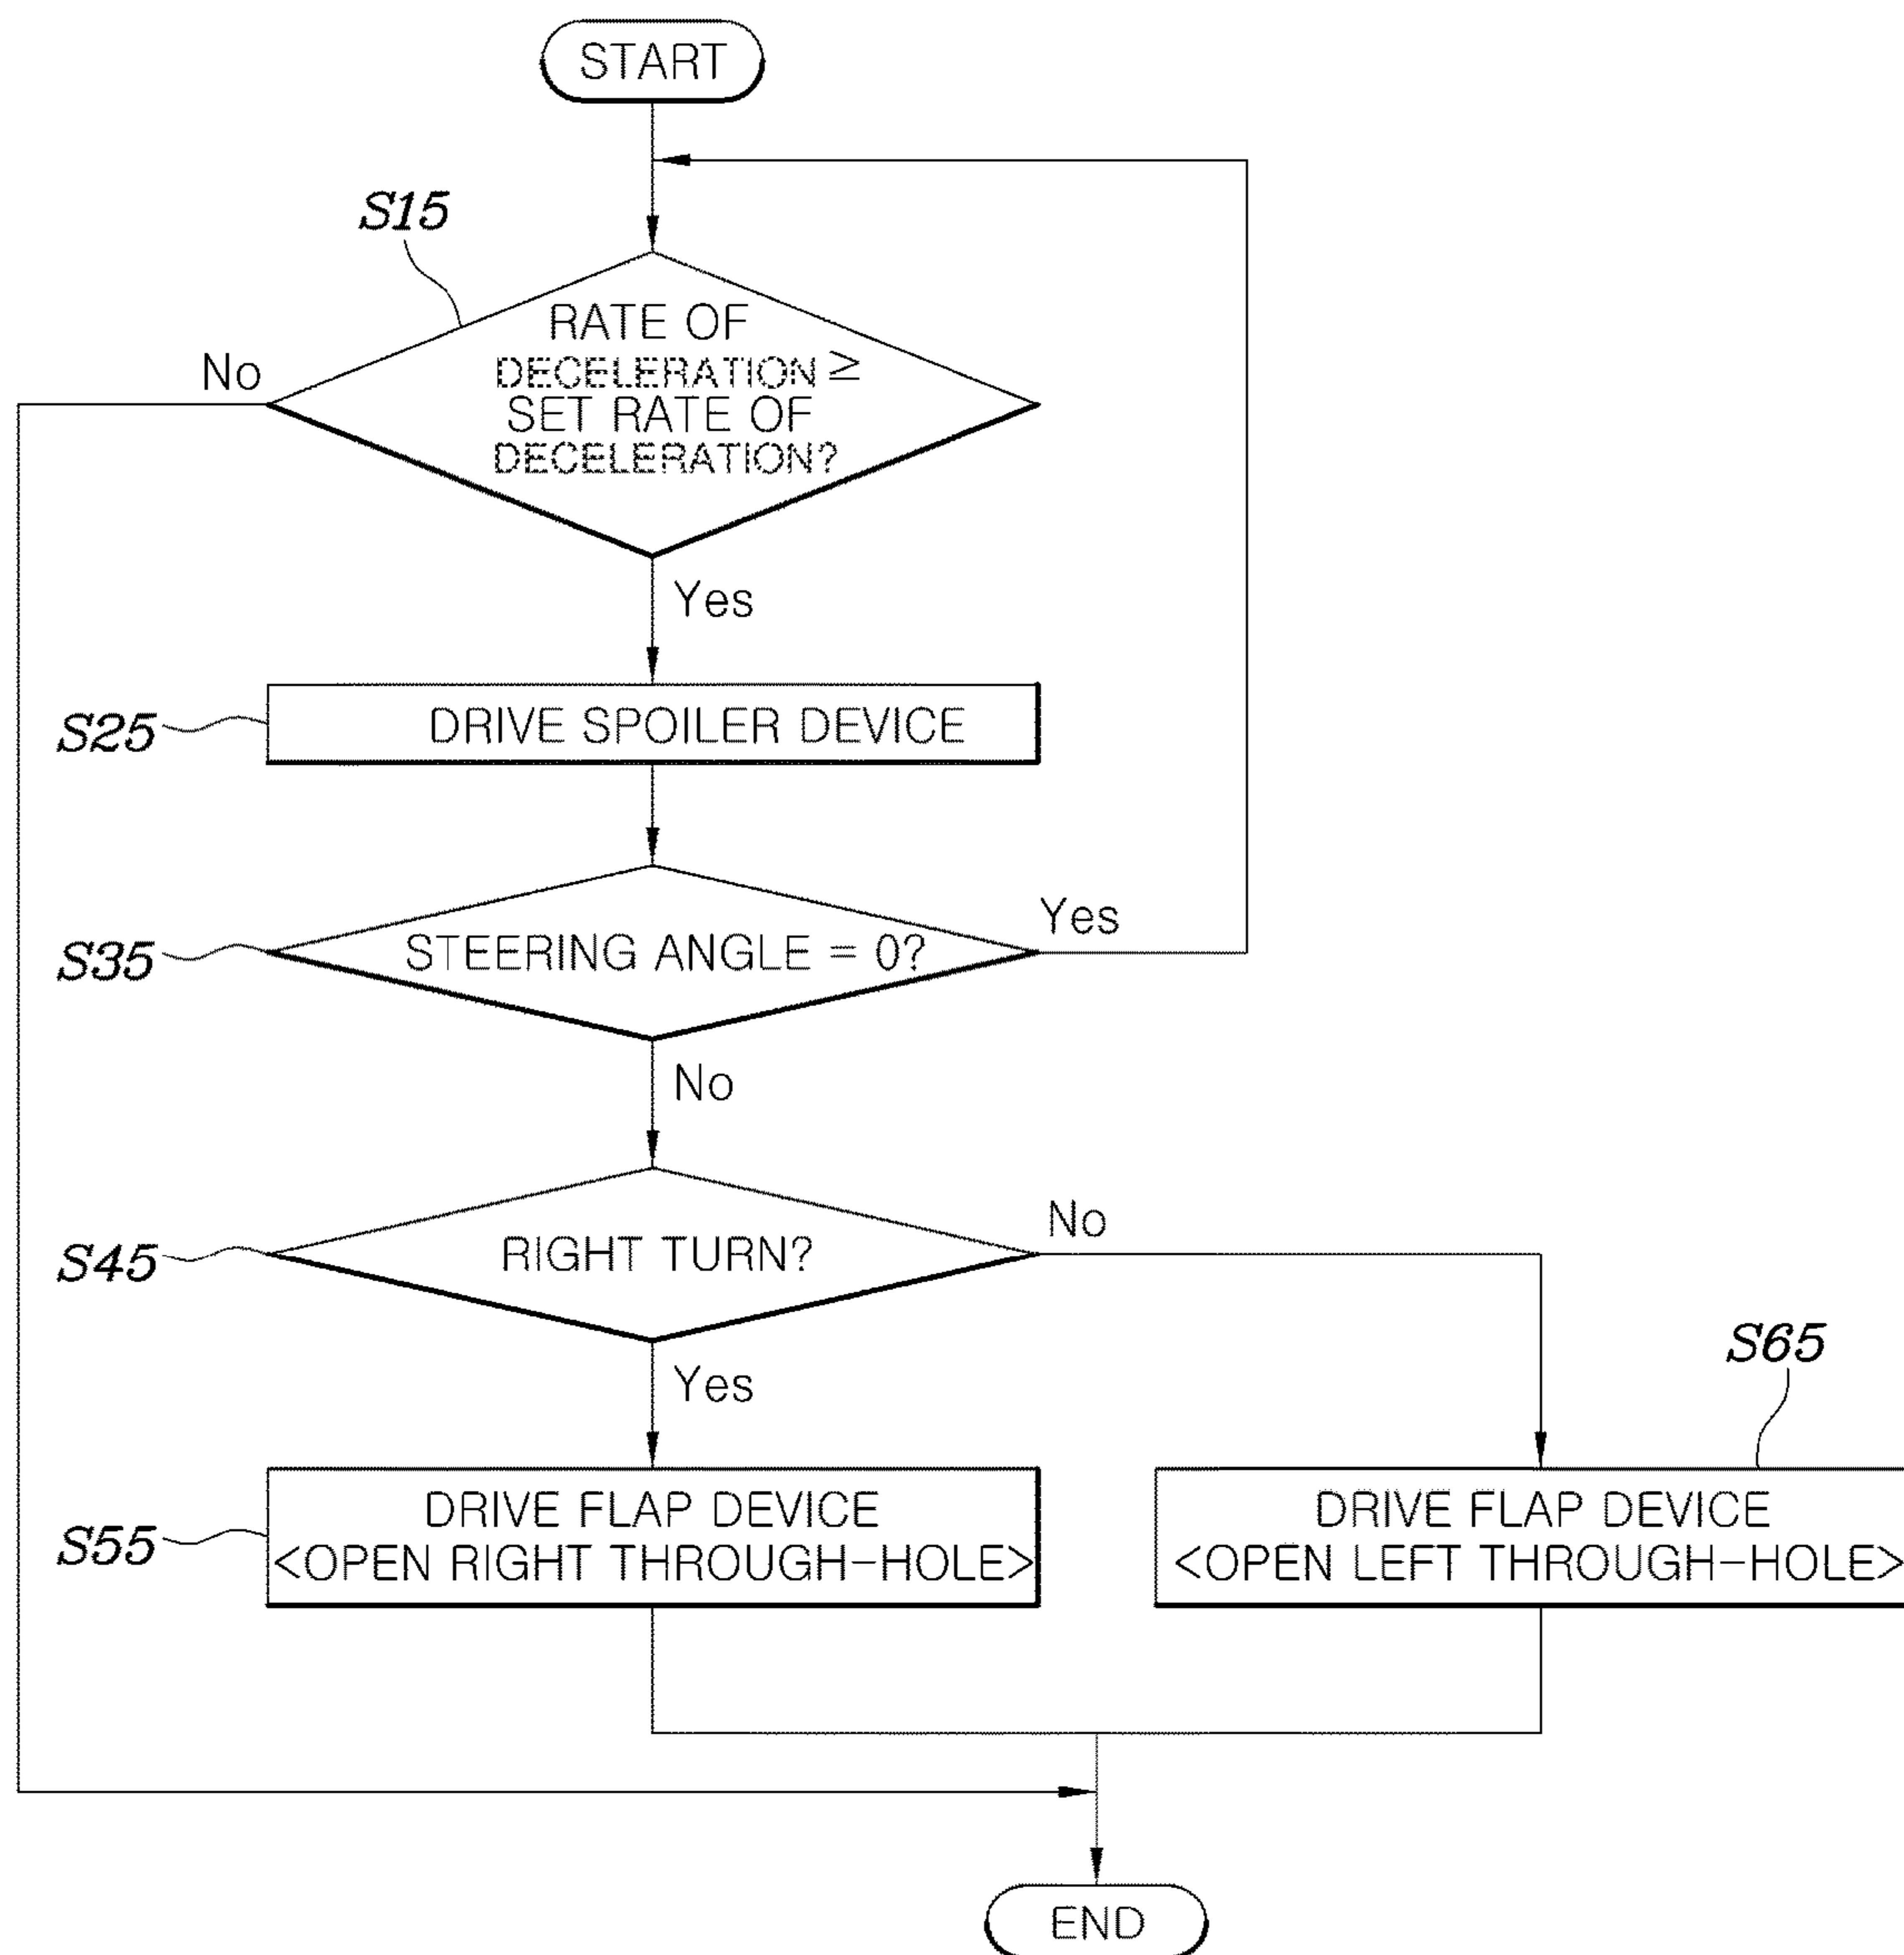 START
S15
RATE OF
DECELERATION ≥
SET RATE OF
DECELERATION?
No
Yes
S25
DRIVE SPOILER DEVICE
S35
STEERING ANGLE = 0?
Yes
No
S45
RIGHT TURN?
No
Yes
S55
DRIVE FLAP DEVICE
<OPEN RIGHT THROUGH-HOLE>
S65
DRIVE FLAP DEVICE
<OPEN LEFT THROUGH-HOLE>
END